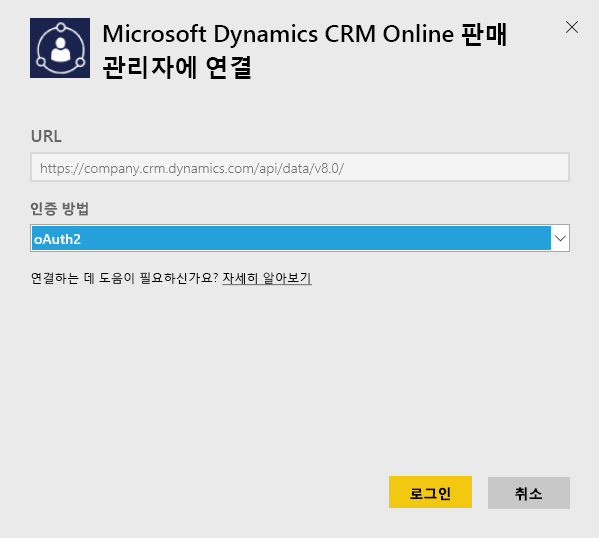 Microsoft Dynamics CRM Online 판매
관리자에 연결
URL
https://company.crm.dynamics.com/api/data/v8.0/
인증 방법
oAuth2
연결하는 데 도움이 필요하신가요? 자세히 알아보기
로그인
취소